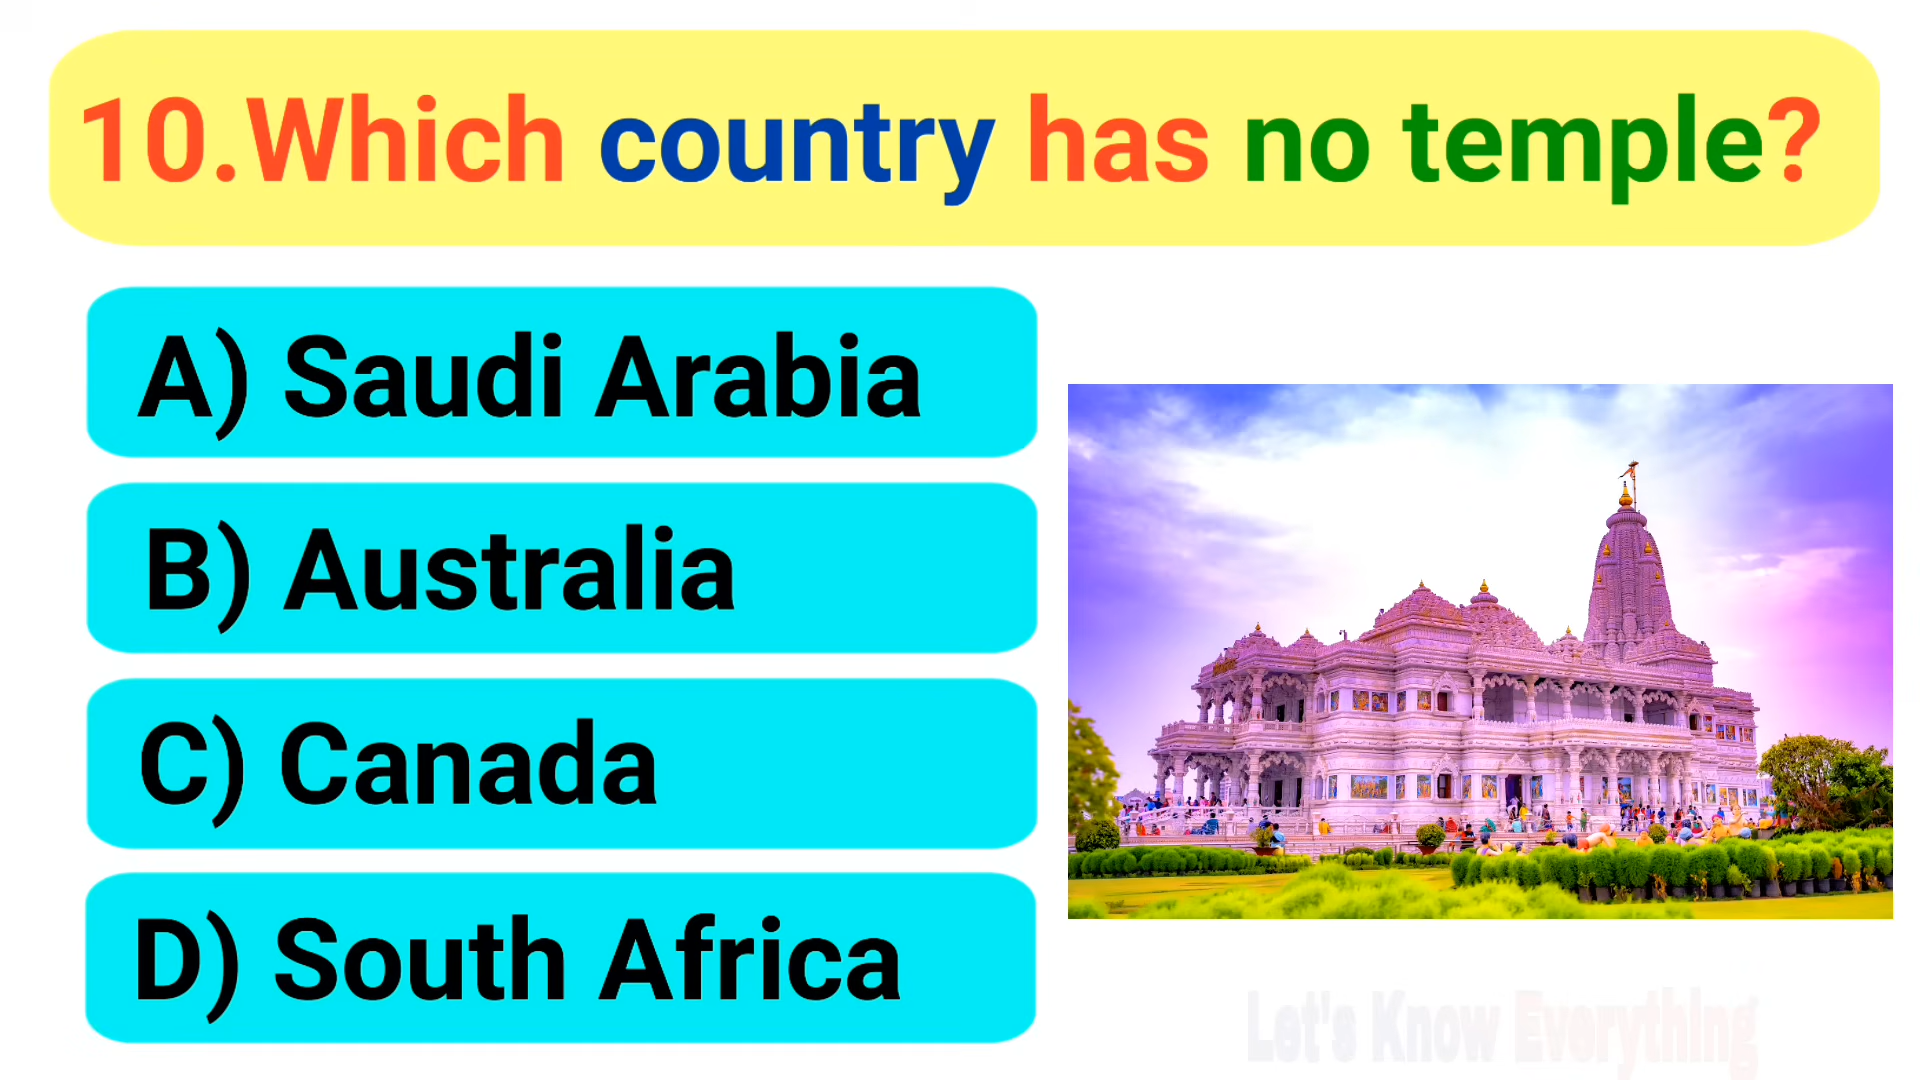 10.Which country has no temple?
A) Saudi Arabia
B) Australia
C) Canada
D) South Africa
Let's Know Everything